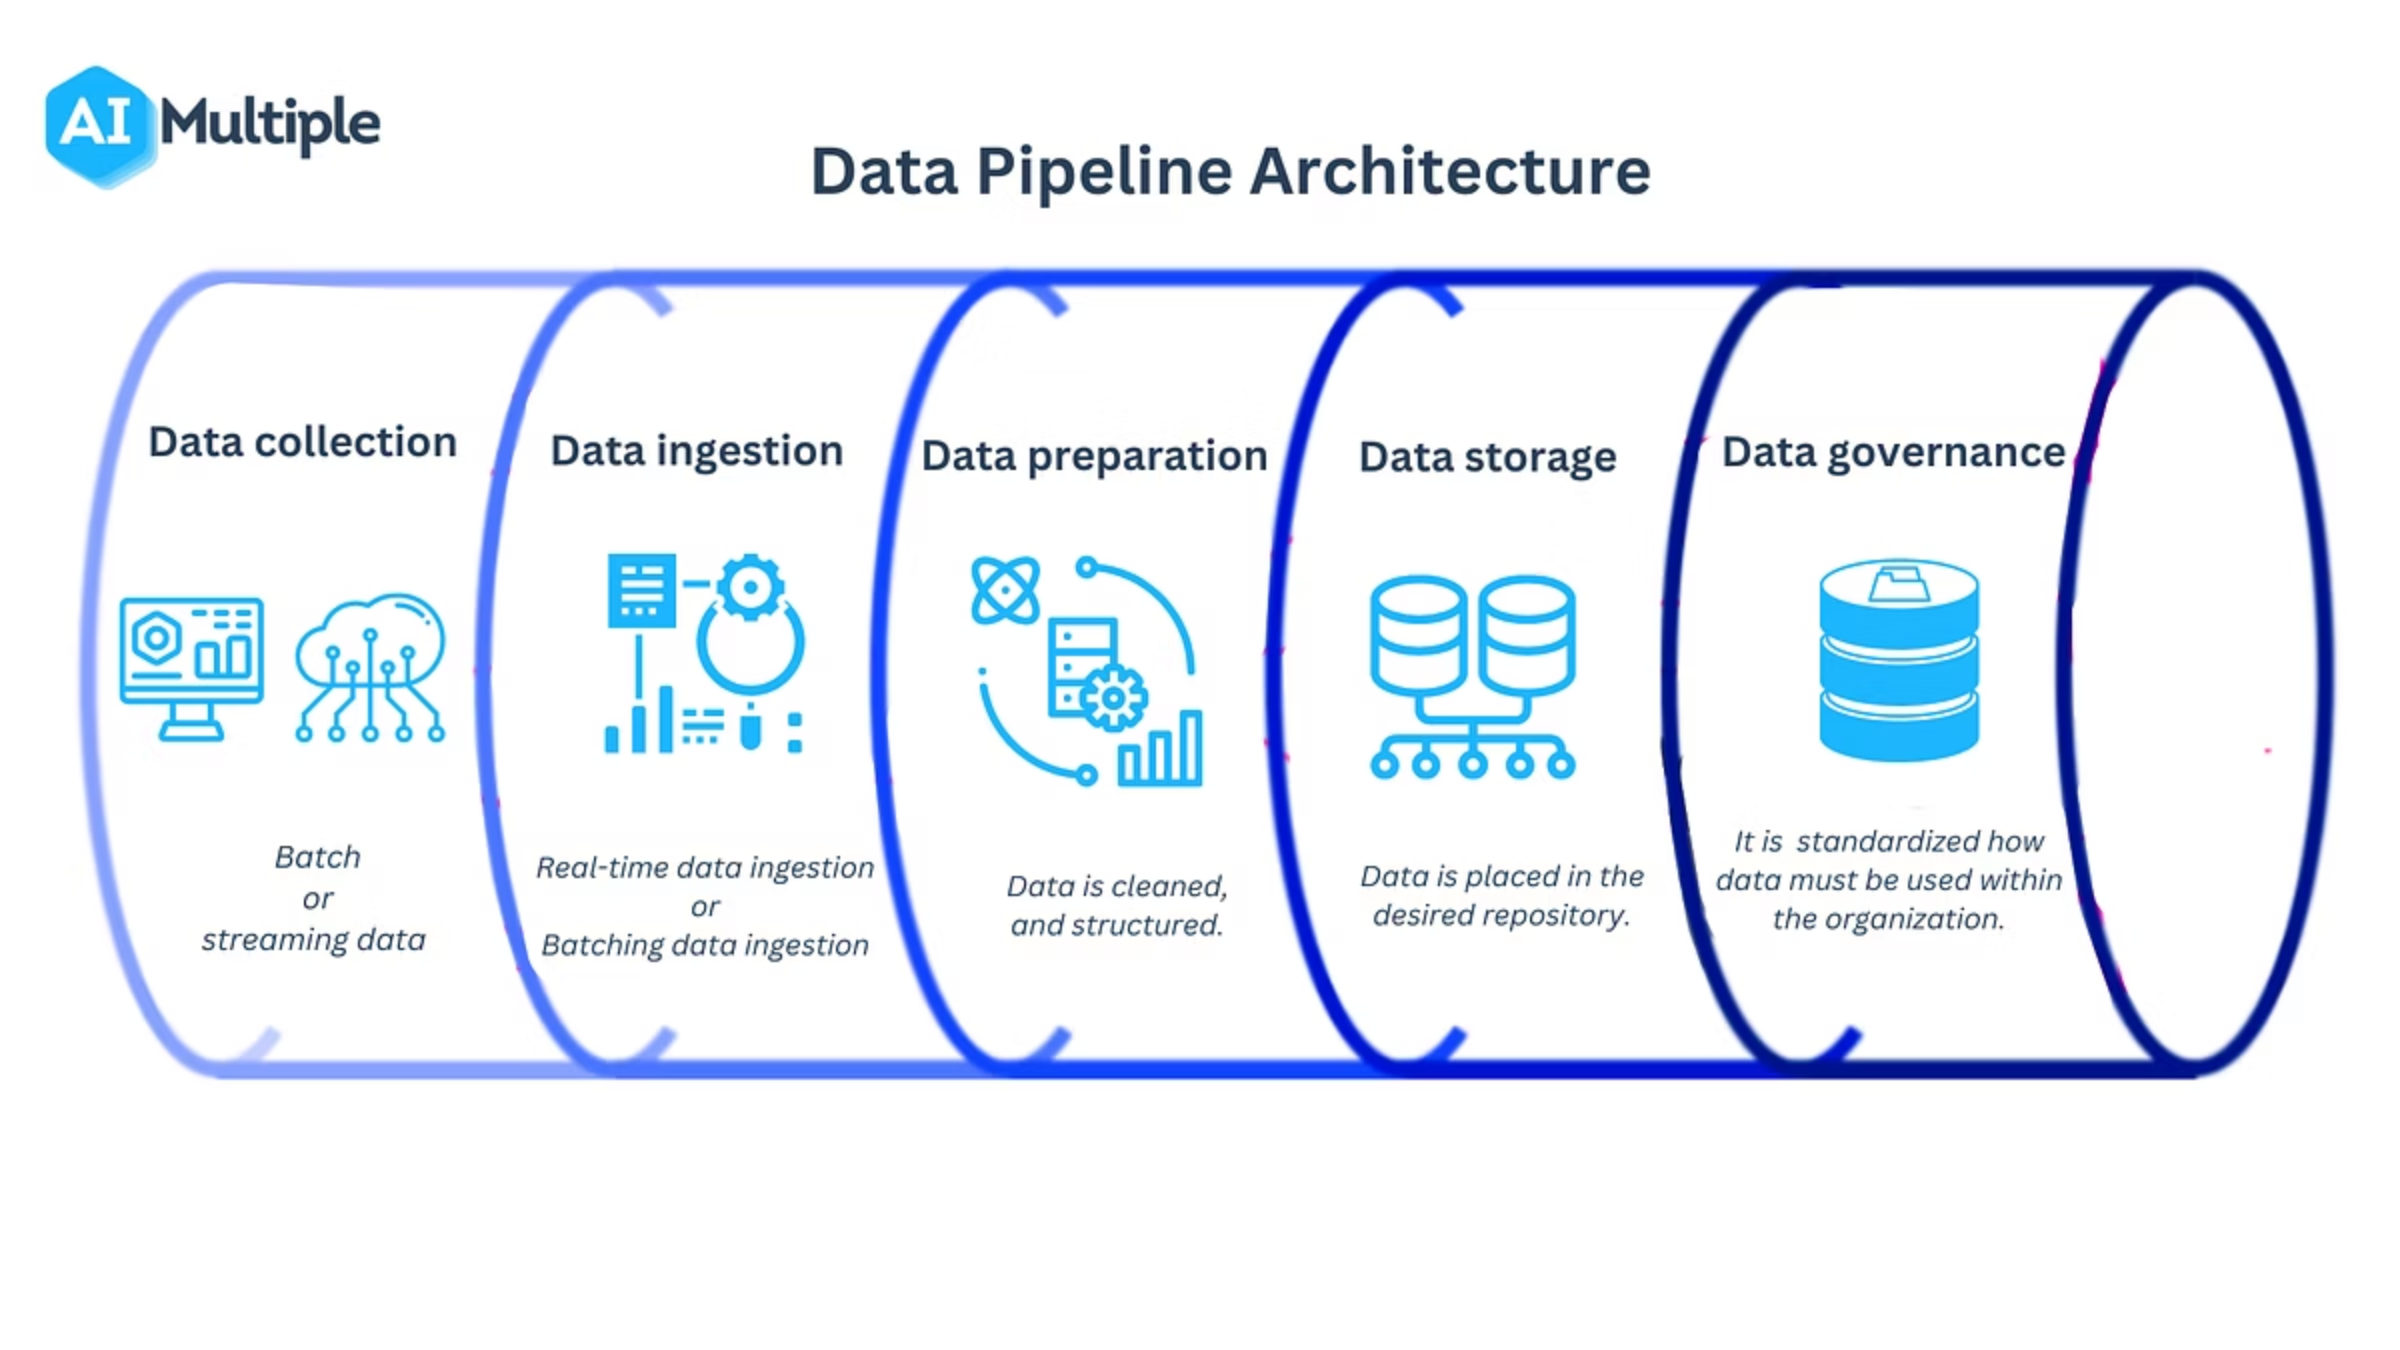 AI Multiple
Data Pipeline Architecture
Data collection
Batch
or
streaming data
Data ingestion
Real-time data ingestion
or
Batching data ingestion
Data preparation
Data is cleaned,
and structured.
Data storage
Data is placed in the
desired repository.
Data governance
It is standardized how
data must be used within
the organization.